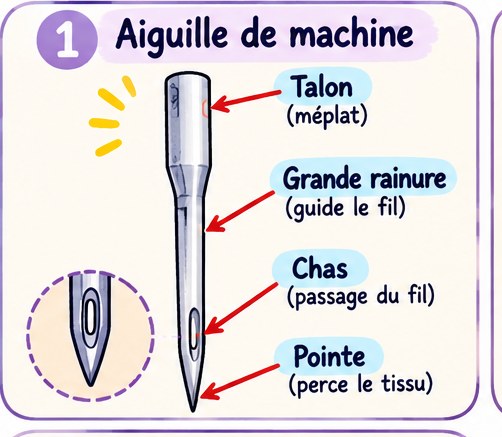 1 Aiguille de machine
Talon
(méplat)
Grande rainure
(guide le fil)
Chas
(passage du fil)
Pointe
(perce le tissu)